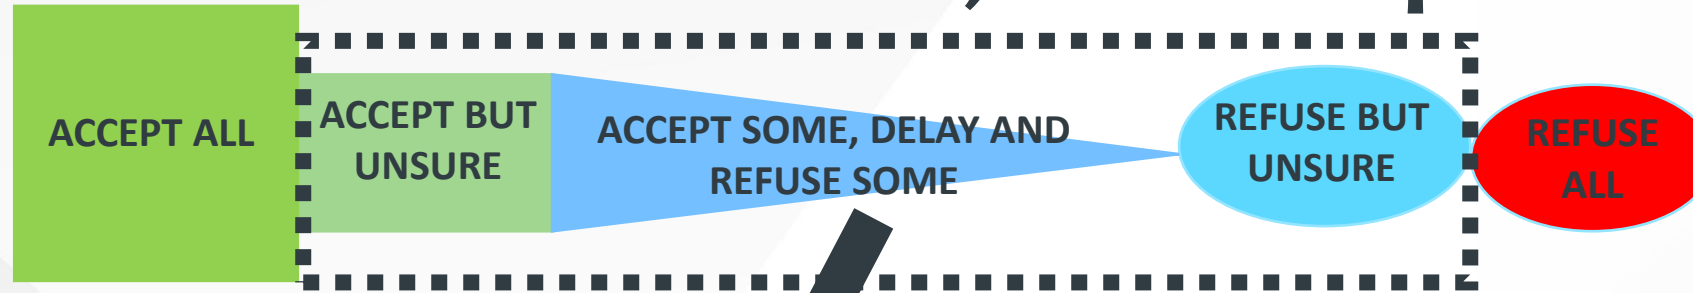 ACCEPT ALL
ACCEPT BUT
UNSURE
ACCEPT SOME, DELAY AND
REFUSE SOME
REFUSE BUT
UNSURE
REFUSE
ALL